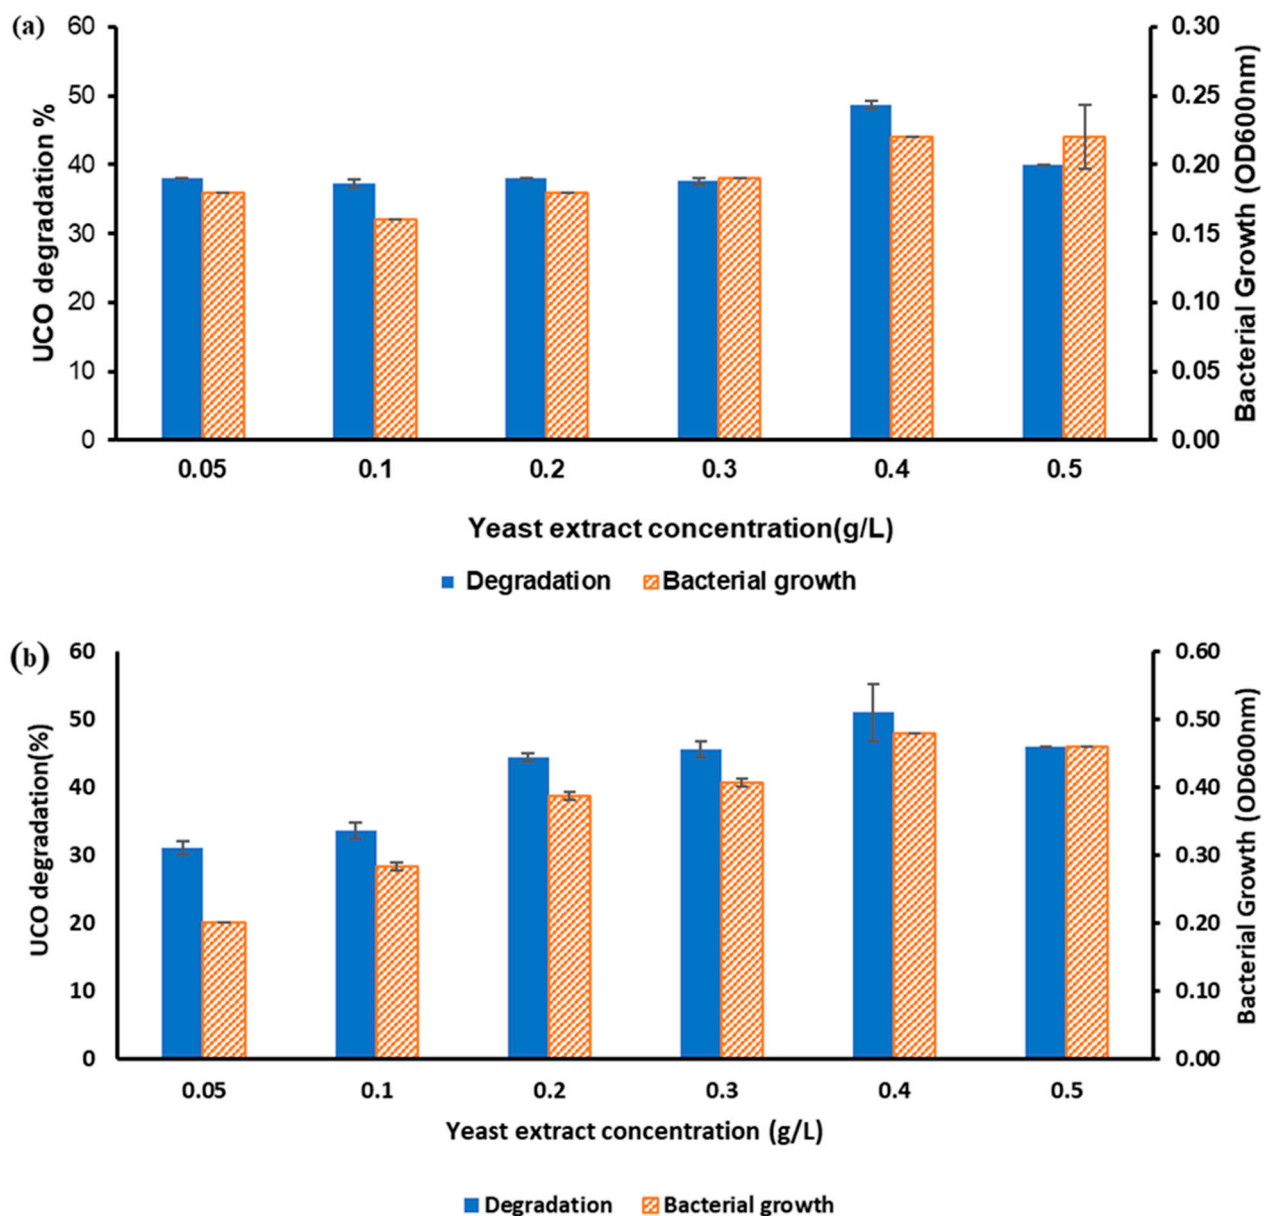 (a)
60
50
40
30
20
10
0
UCO degradation %
0.30
0.25
0.20
0.15
0.10
0.05
0.00
Bacterial Growth (OD600nm)
0.05 0.1 0.2 0.3 0.4 0.5
Yeast extract concentration(g/L)
Degradation Bacterial growth
(b)
60
50
40
30
20
10
0
UCO degradation(%)
0.60
0.50
0.40
0.30
0.20
0.10
0.00
Bacterial Growth (OD600nm)
0.05 0.1 0.2 0.3 0.4 0.5
Yeast extract concentration (g/L)
Degradation Bacterial growth